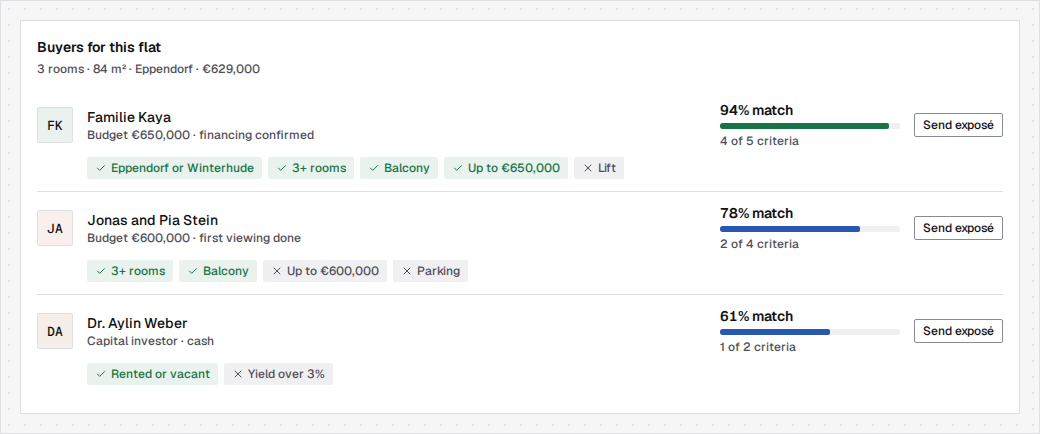 Buyers for this flat
3 rooms · 84 m² · Eppendorf · €629,000
FK
Familie Kaya
Budget €650,000 · financing confirmed
94% match
4 of 5 criteria
Send exposé
Eppendorf or Winterhude
3+ rooms
Balcony
Up to €650,000
Lift
JA
Jonas and Pia Stein
Budget €600,000 · first viewing done
78% match
2 of 4 criteria
Send exposé
3+ rooms
Balcony
Up to €600,000
Parking
DA
Dr. Aylin Weber
Capital investor · cash
61% match
1 of 2 criteria
Send exposé
Rented or vacant
Yield over 3%